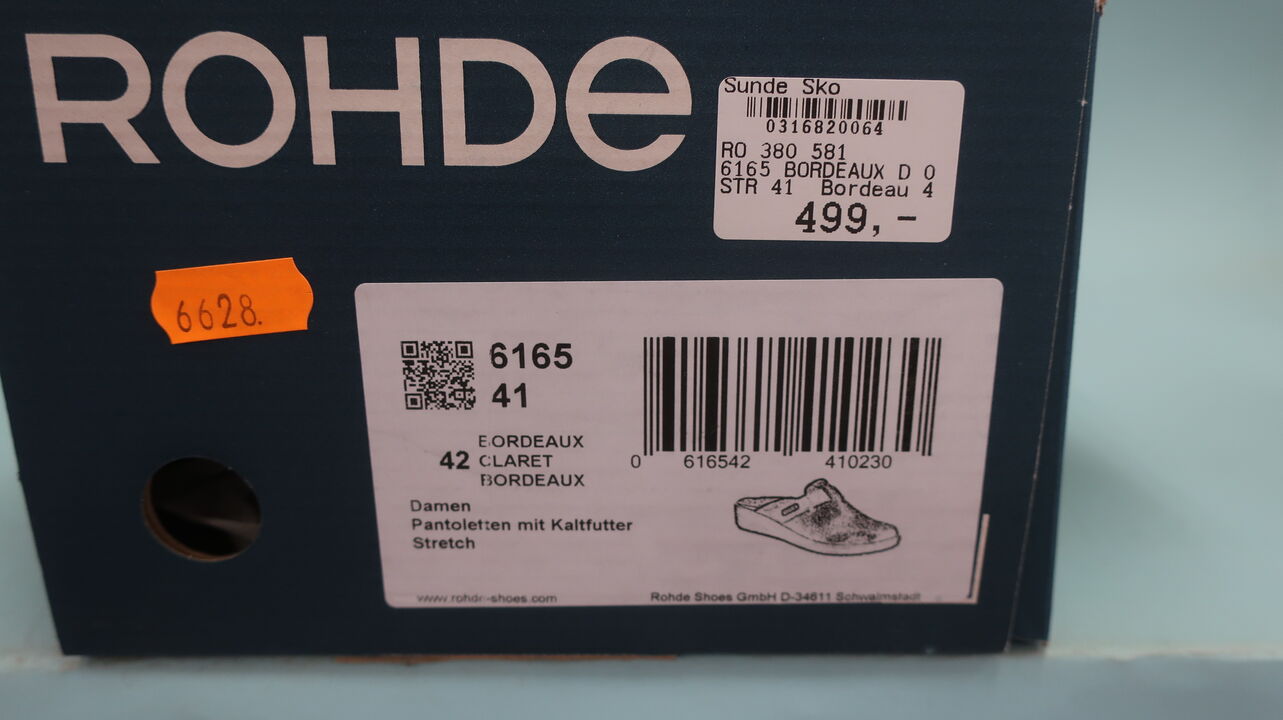 ROHDe
Sunde Sko
0316820064
RO 380 581
6165 BORDEAUX D 0
STR 41 Bordeau 4
499,-
6628.
6165
41
42 BORDEAUX
CLARET
BORDEAUX
0 616542 410230
Damen
Pantoletten mit Kaltfutter
Stretch
www.rohde-shoes.com
Rohde Shoes GmbH D-34611 Schwalmstadt